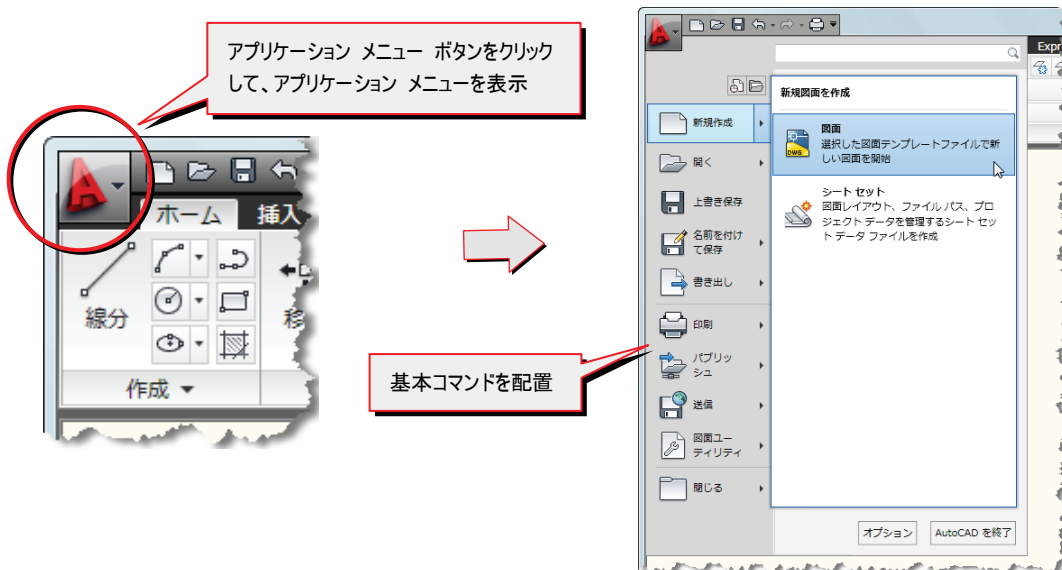 アプリケーション メニュー ボタンをクリック
して、アプリケーション メニューを表示
ホーム
挿入
線分
移
作成
基本コマンドを配置
Expr
新規図面を作成
新規作成
開く
上書き保存
名前を付け
て保存
書き出し
印刷
パブリッ
シュ
送信
図面ユー
ティリティ
閉じる
DWG
図面
選択した図面テンプレートファイルで新
しい図面を開始
シート セット
図面レイアウト、ファイル パス、プロ
ジェクト データを管理するシート セッ
ト データ ファイルを作成
オプション
AutoCAD を終了